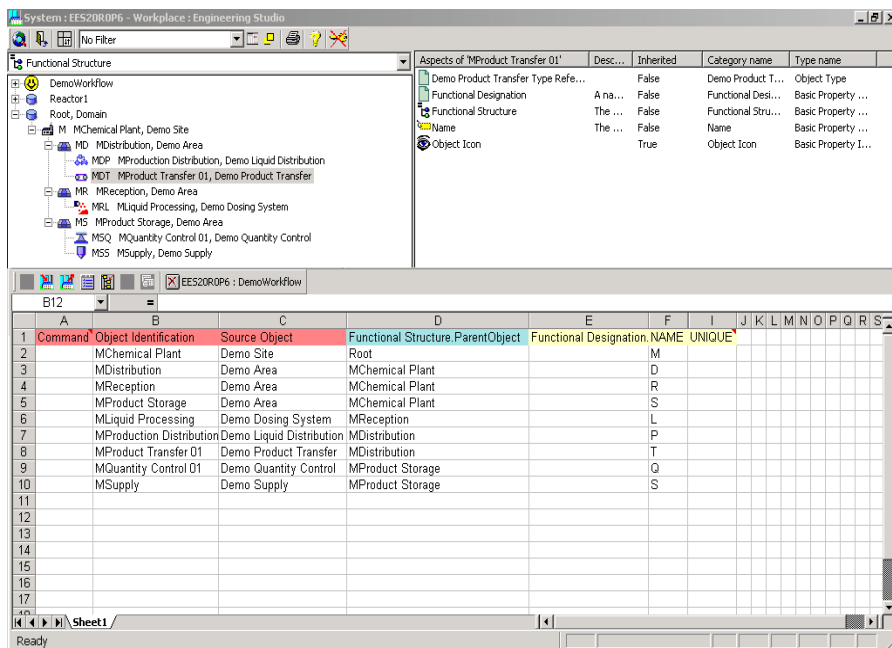 System : EES20R0P6 - Workplace : Engineering Studio
No Filter
Functional Structure
DemoWorkflow
Reactor1
Root, Domain
M MChemical Plant, Demo Site
MD MDistribution, Demo Area
MDP MProduction Distribution, Demo Liquid Distribution
MDT MProduct Transfer 01, Demo Product Transfer
MR MReception, Demo Area
MRL MLiquid Processing, Demo Dosing System
MS MProduct Storage, Demo Area
MSQ MQuantity Control 01, Demo Quantity Control
MSS MSupply, Demo Supply
Aspects of 'MProduct Transfer 01' Desc... Inherited Category name Type name
Demo Product Transfer Type Refe... False Demo Product T... Object Type
Functional Designation A na... False Functional Desi... Basic Property ...
Functional Structure The ... False Functional Stru... Basic Property ...
Name The ... False Name Basic Property ...
Object Icon True Object Icon Basic Property I...
EES20R0P6 : DemoWorkflow
B12 =
A B C D E F I J K L M N O P Q R S
1 Command Object Identification Source Object Functional Structure.ParentObject Functional Designation.NAME UNIQUE
2 MChemical Plant Demo Site Root M
3 MDistribution Demo Area MChemical Plant D
4 MReception Demo Area MChemical Plant R
5 MProduct Storage Demo Area MChemical Plant S
6 MLiquid Processing Demo Dosing System MReception L
7 MProduction Distribution Demo Liquid Distribution MDistribution P
8 MProduct Transfer 01 Demo Product Transfer MDistribution T
9 MQuantity Control 01 Demo Quantity Control MProduct Storage Q
10 MSupply Demo Supply MProduct Storage S
11
12
13
14
15
16
17
Sheet1
Ready